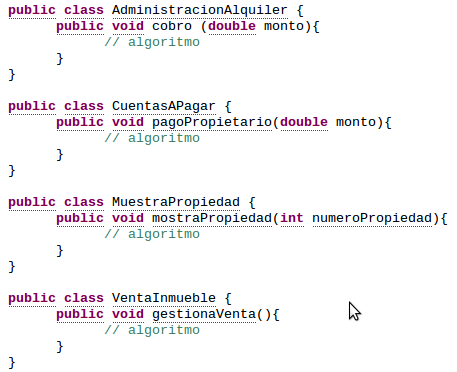 public class AdministracionAlquiler {
public void cobro (double monto){
// algoritmo
}
}
public class CuentasAPagar {
public void pagoPropietario(double monto){
// algoritmo
}
}
public class MuestraPropiedad {
public void mostraPropiedad(int numeroPropiedad){
// algoritmo
}
}
public class VentaInmueble {
public void gestionaVenta(){
// algoritmo
}
}